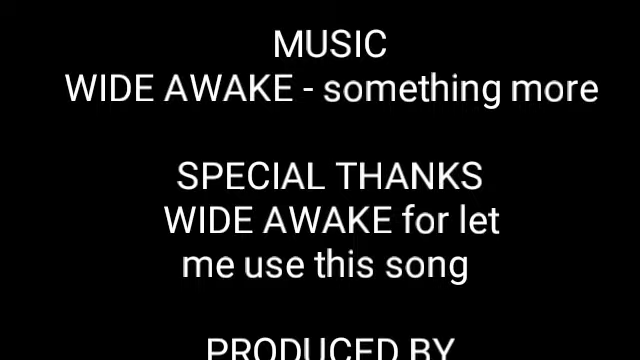 MUSIC
WIDE AWAKE - something more
SPECIAL THANKS
WIDE AWAKE for let
me use this song
PRODUCED BY